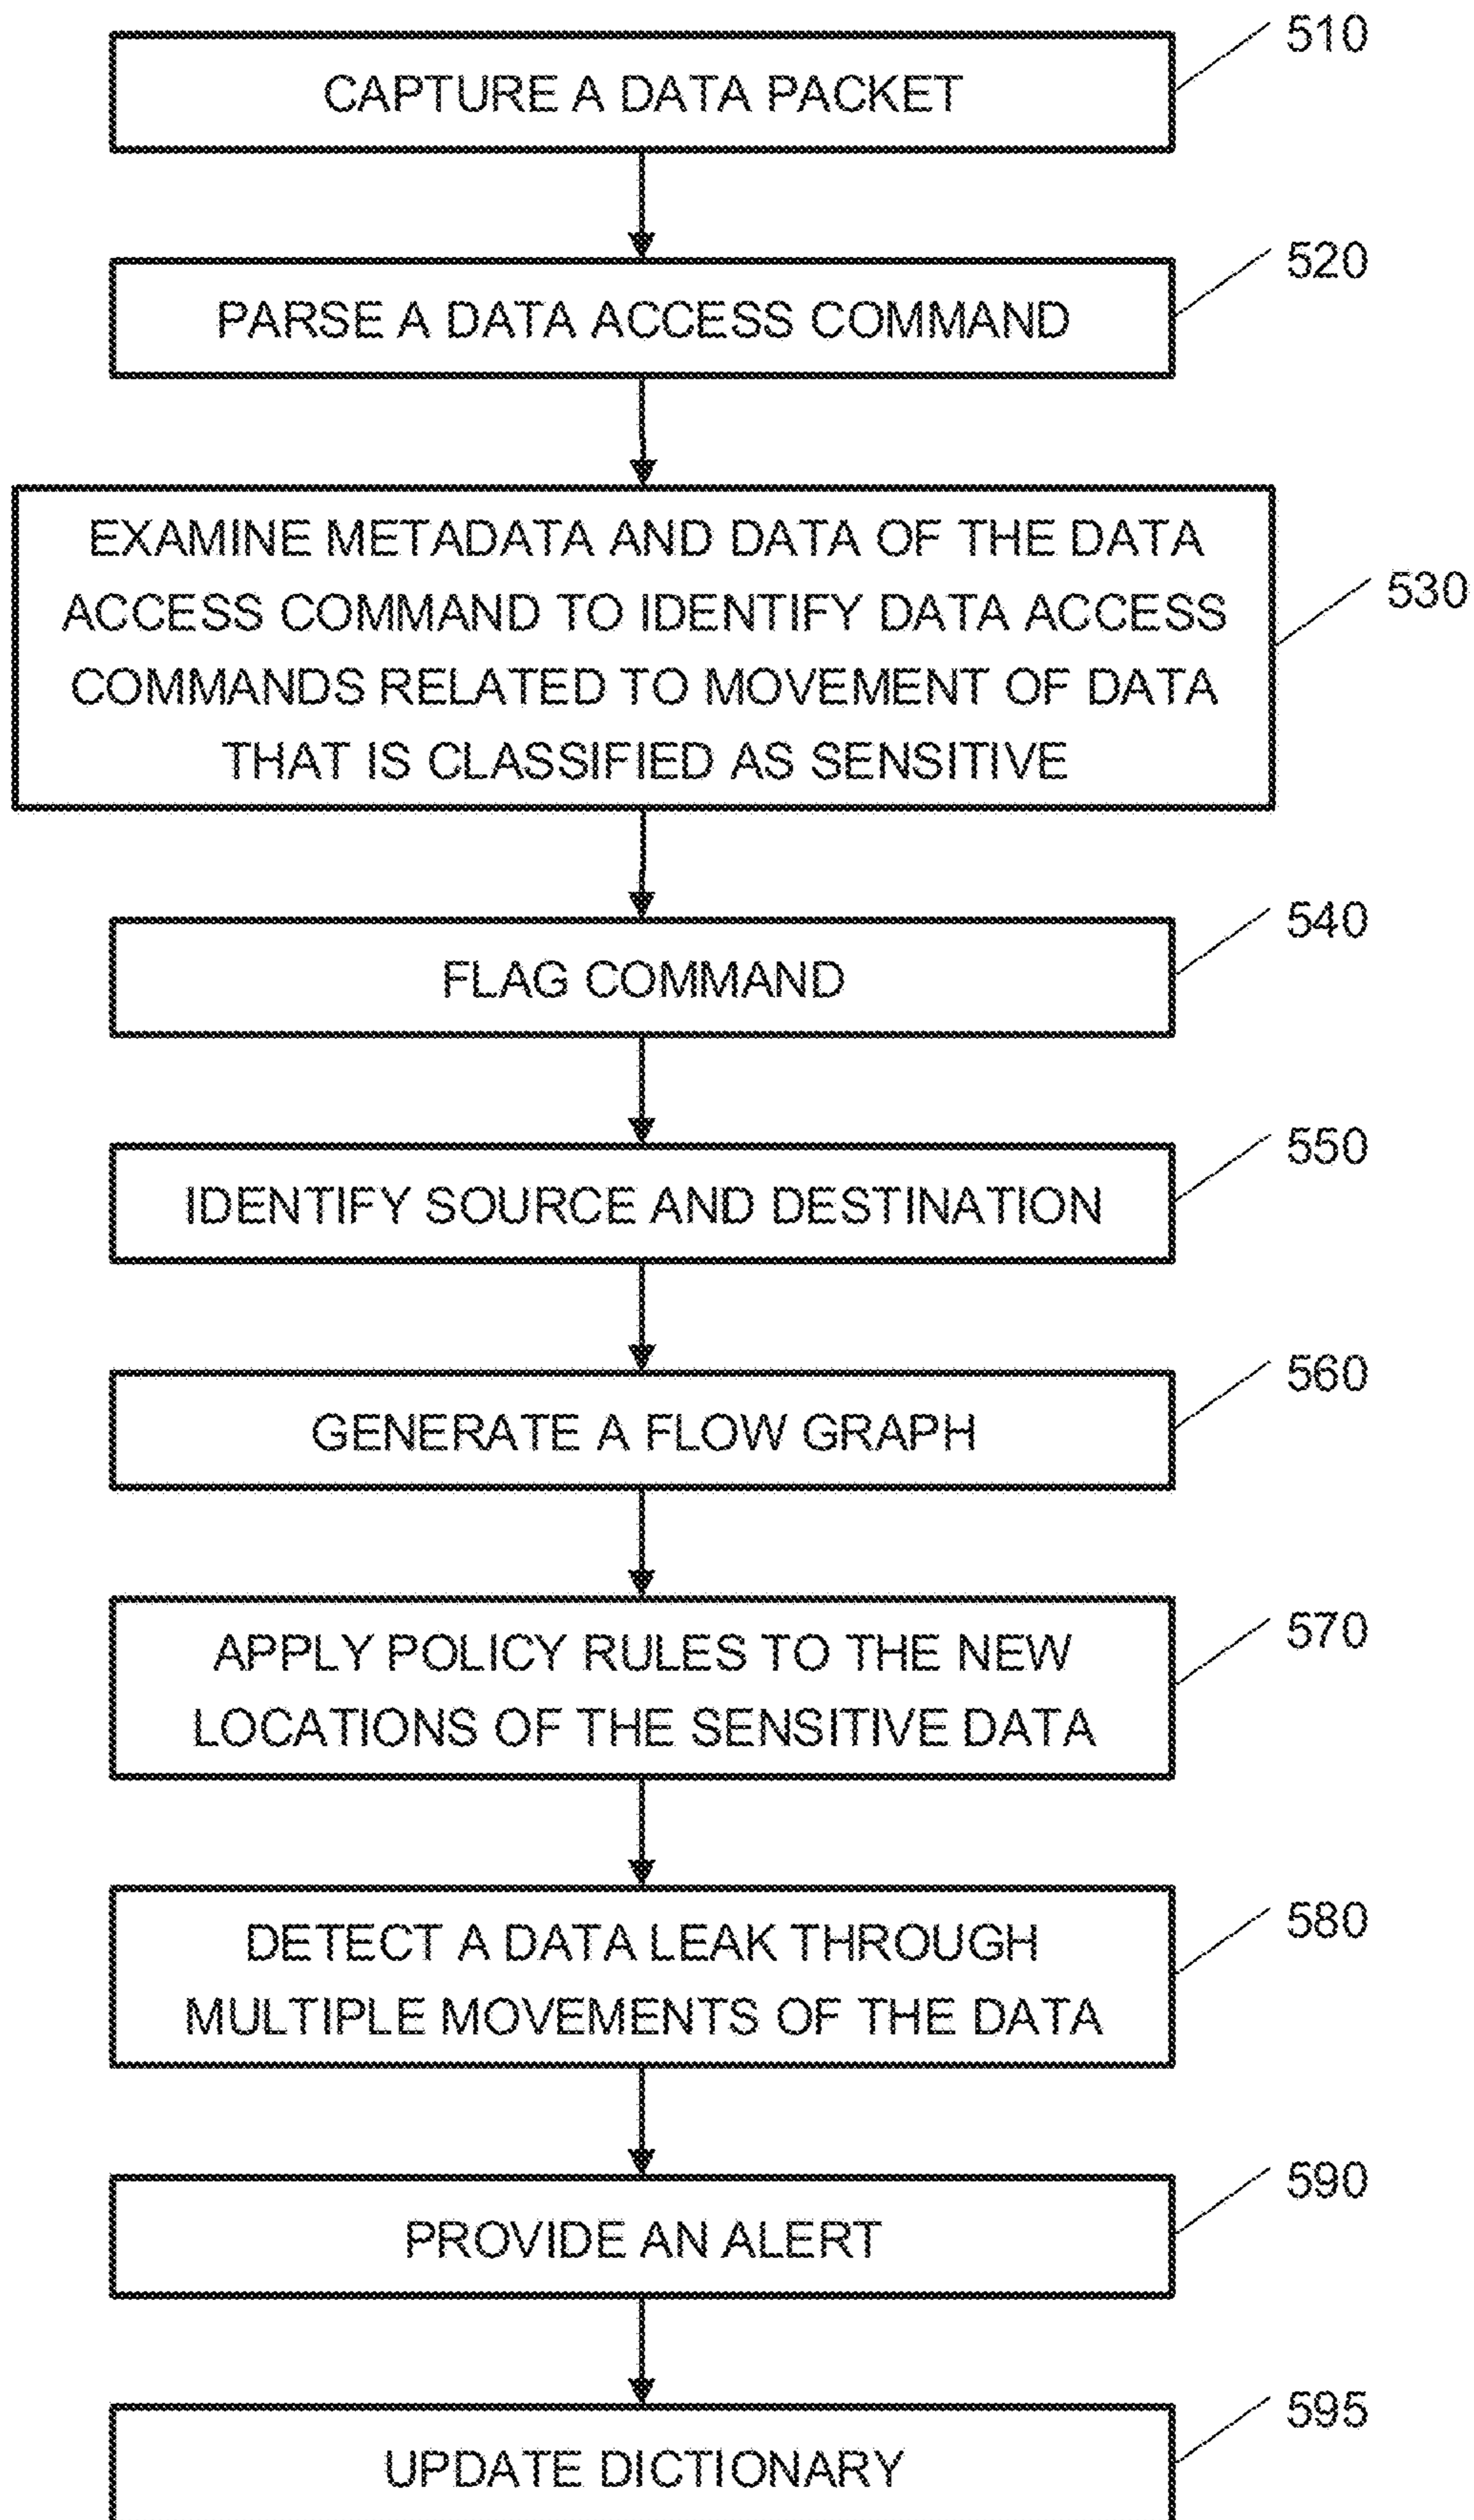 510
CAPTURE A DATA PACKET
520
PARSE A DATA ACCESS COMMAND
EXAMINE METADATA AND DATA OF THE DATA
ACCESS COMMAND TO IDENTIFY DATA ACCESS
530
COMMANDS RELATED TO MOVEMENT OF DATA
THAT IS CLASSIFIED AS SENSITIVE
540
FLAG COMMAND
550
IDENTIFY SOURCE AND DESTINATION
560
GENERATE A FLOW GRAPH
570
APPLY POLICY RULES TO THE NEW
LOCATIONS OF THE SENSITIVE DATA
580
DETECT A DATA LEAK THROUGH
MULTIPLE MOVEMENTS OF THE DATA
590
PROVIDE AN ALERT
595
UPDATE DICTIONARY